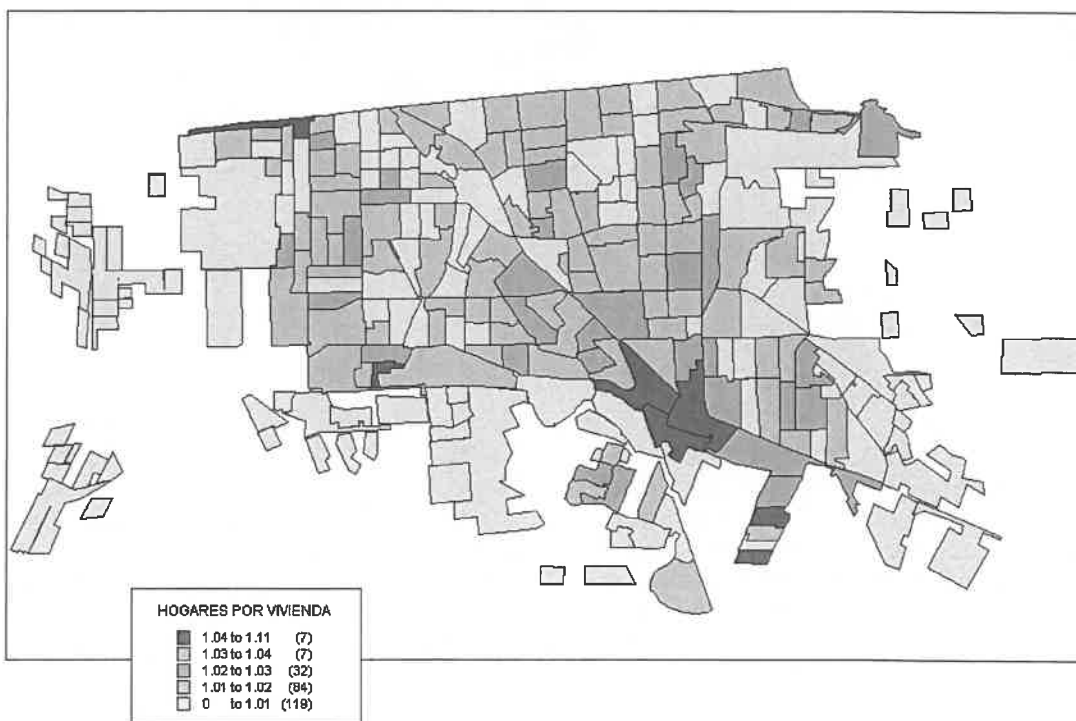 HOGARES POR VIVIENDA
1.04 to 1.11 (7)
1.03 to 1.04 (7)
1.02 to 1.03 (32)
1.01 to 1.02 (84)
0 to 1.01 (119)